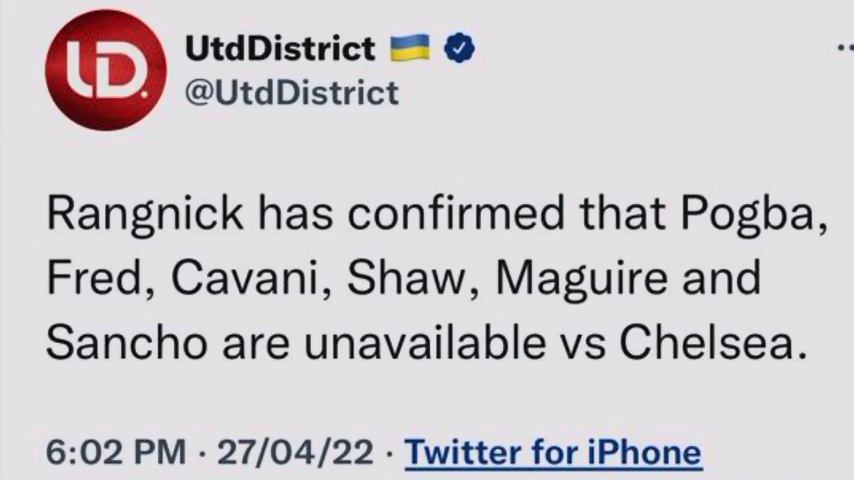 UD.
UtdDistrict 🇺🇦
@UtdDistrict
Rangnick has confirmed that Pogba,
Fred, Cavani, Shaw, Maguire and
Sancho are unavailable vs Chelsea.
6:02 PM · 27/04/22 · Twitter for iPhone